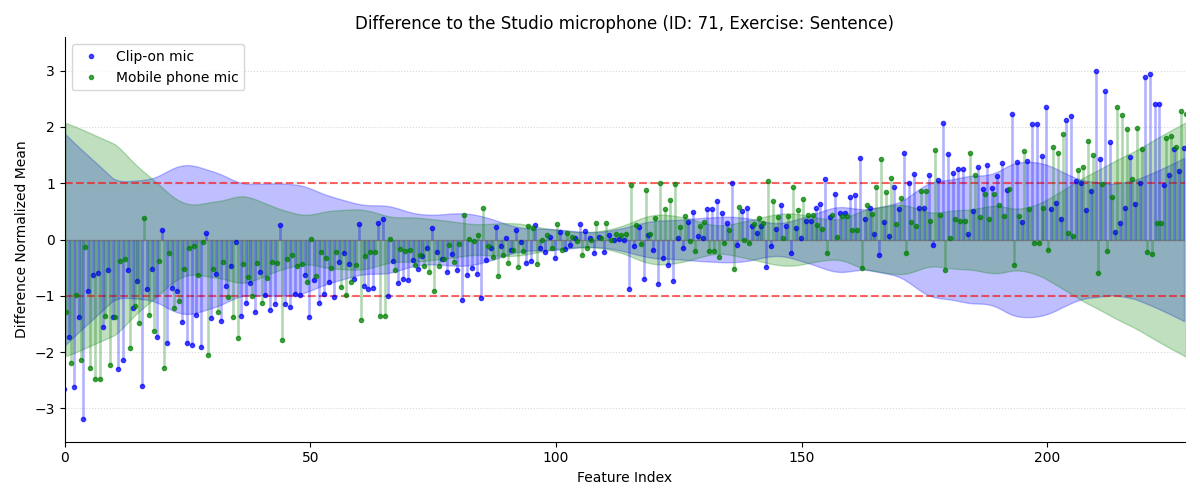 Difference to the Studio microphone (ID: 71, Exercise: Sentence)
Clip-on mic
Mobile phone mic
Difference Normalized Mean
3
2
1
0
−1
−2
−3
0
50
100
150
200
Feature Index